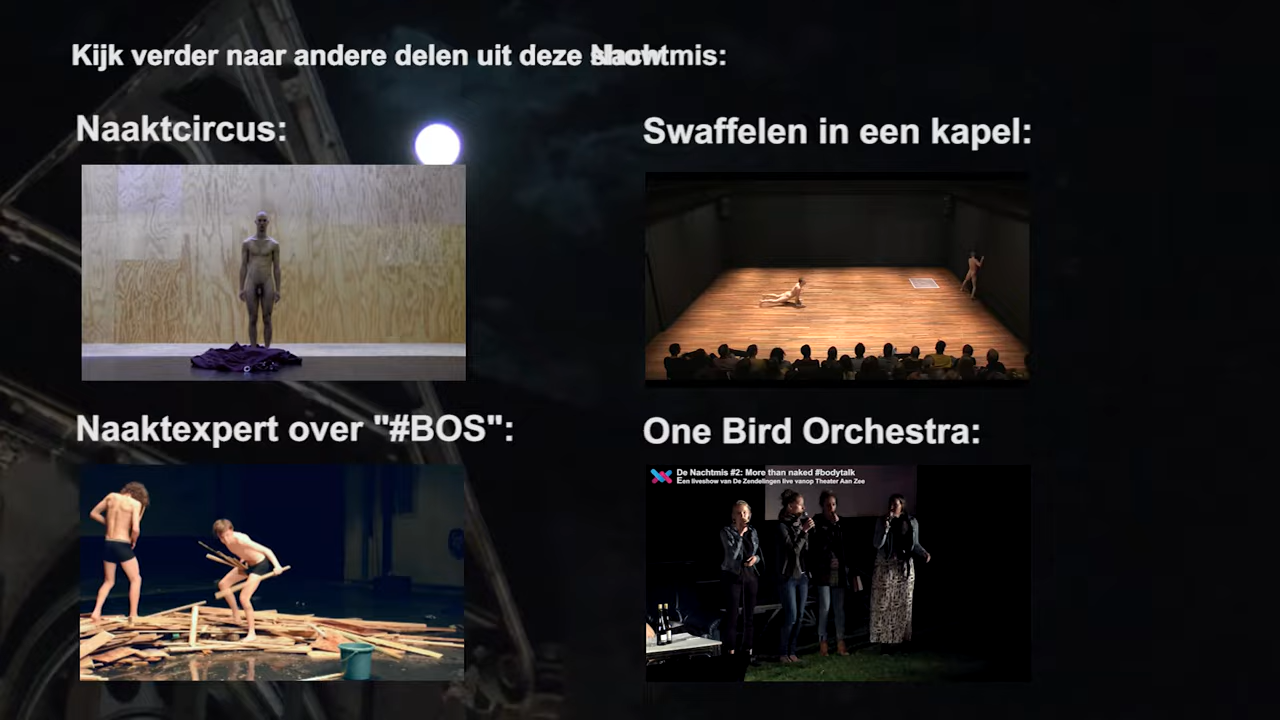 Kijk verder naar andere delen uit deze Nachtmis:
Naaktcircus:
Swaffelen in een kapel:
Naaktexpert over "#BOS":
One Bird Orchestra:
De Nachtmis #2: More than naked #bodytalk
Een liveshow van De Zendelingen live vanop Theater Aan Zee